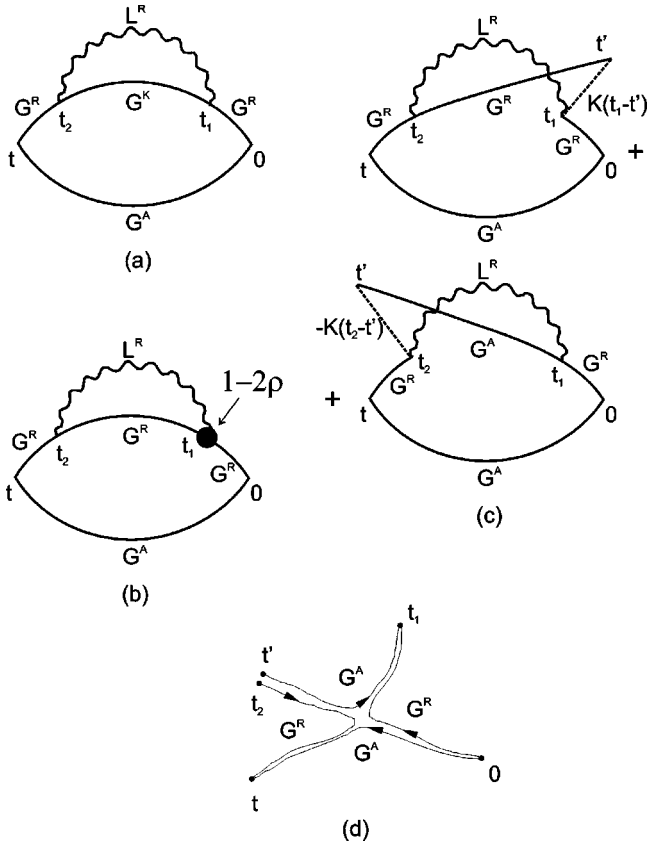 L^R
G^R
G^K
G^R
t_2
t_1
t
0
G^A
(a)
L^R
t'
K(t_1-t')
G^R
G^R
t_2
t_1
G^R
t
0
+
G^A
L^R
1-2ρ
G^R
G^R
t_2
t_1
G^R
t
0
G^A
(b)
t'
L^R
-K(t_2-t')
G^A
t_2
t_1
G^R
G^R
+
t
0
G^A
(c)
t_1
t'
G^A
t_2
G^R
G^R
G^A
0
t
(d)